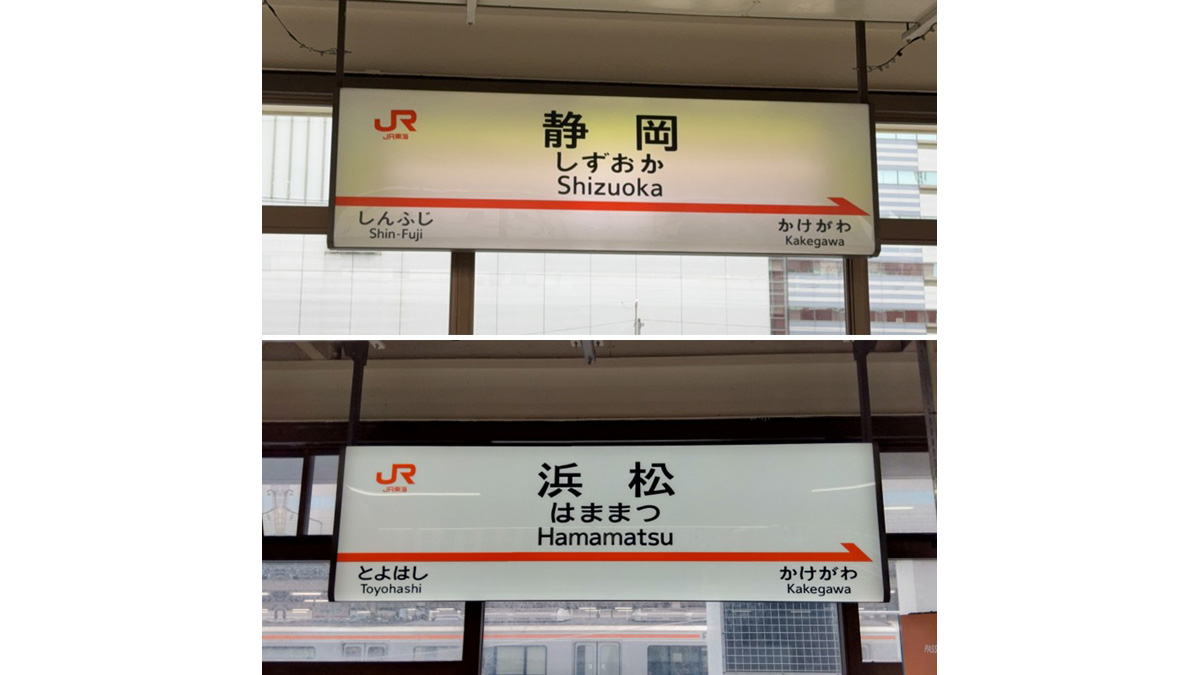 JR
JR東海
静岡
しずおか
Shizuoka
しんふじ
Shin-Fuji
かけがわ
Kakegawa
JR
JR東海
浜松
はままつ
Hamamatsu
とよはし
Toyohashi
かけがわ
Kakegawa
PASS